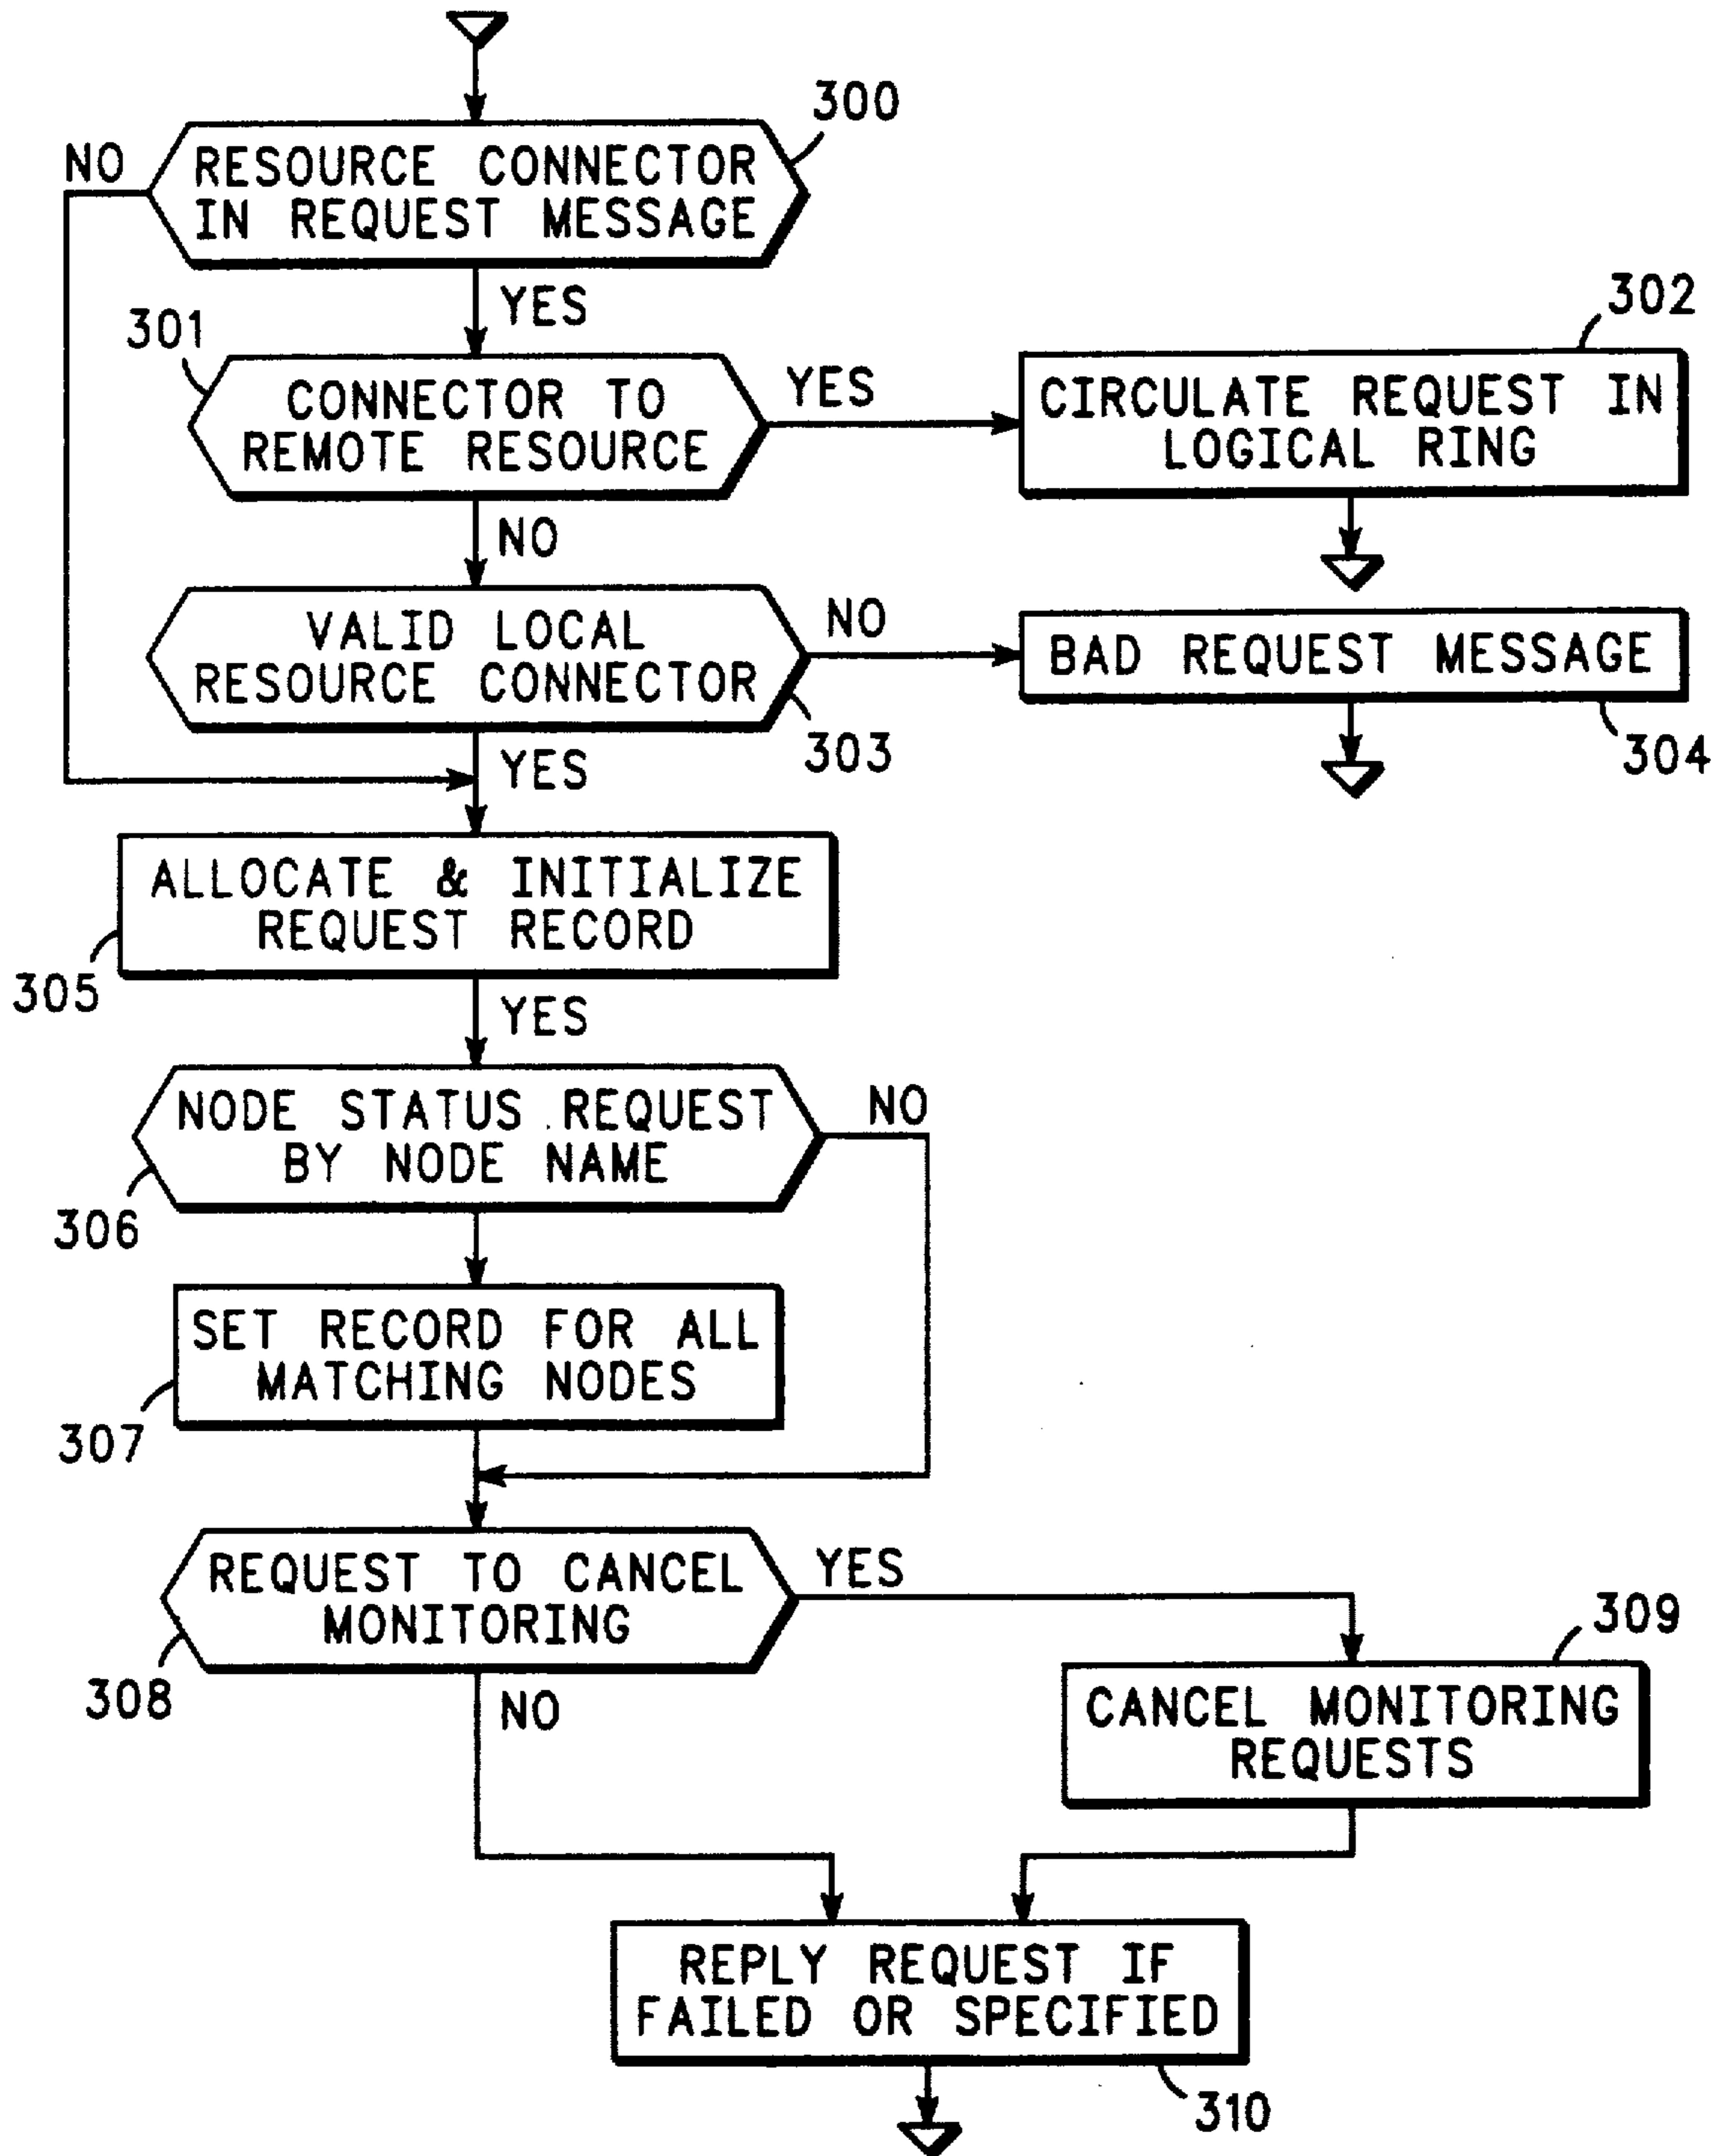 300
NO
RESOURCE CONNECTOR
IN REQUEST MESSAGE
YES
301
302
CONNECTOR TO
REMOTE RESOURCE
YES
CIRCULATE REQUEST IN
LOGICAL RING
NO
VALID LOCAL
RESOURCE CONNECTOR
NO
BAD REQUEST MESSAGE
303
304
YES
ALLOCATE & INITIALIZE
REQUEST RECORD
305
YES
NODE STATUS REQUEST
BY NODE NAME
NO
306
SET RECORD FOR ALL
MATCHING NODES
307
REQUEST TO CANCEL
MONITORING
YES
308
309
NO
CANCEL MONITORING
REQUESTS
REPLY REQUEST IF
FAILED OR SPECIFIED
310